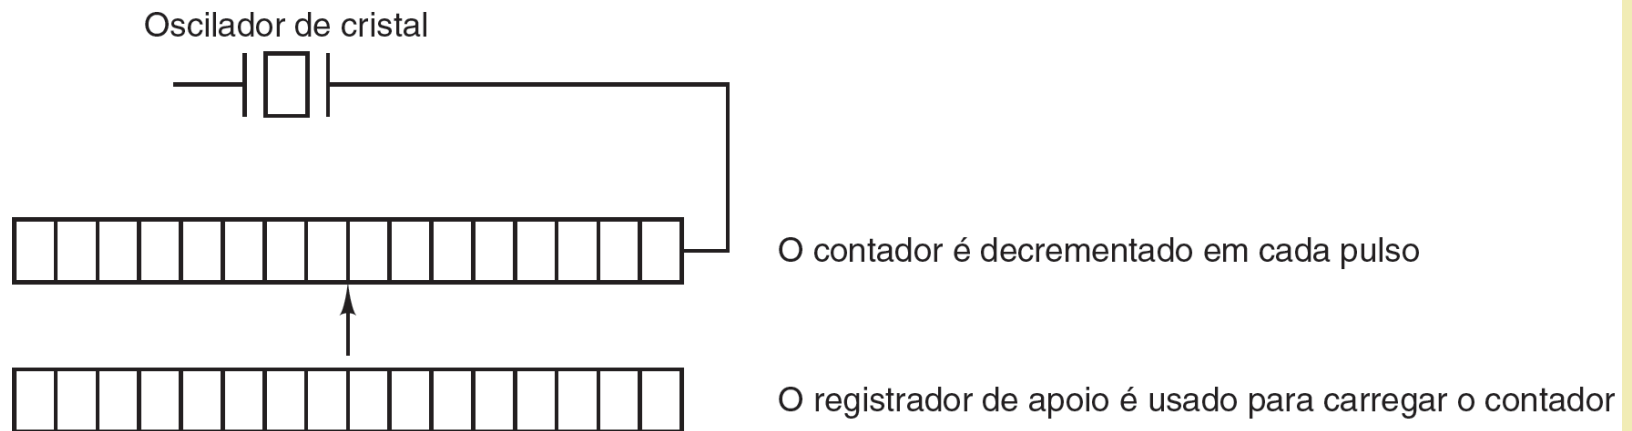 Oscilador de cristal
O contador é decrementado em cada pulso
O registrador de apoio é usado para carregar o contador